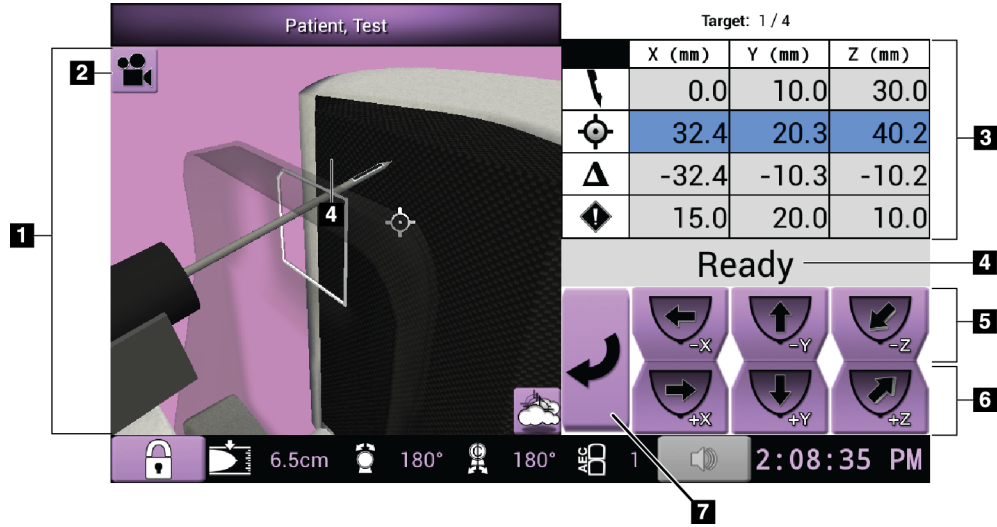 Patient, Test
Target: 1 / 4
1
2
3
4
4
5
6
7
X (mm) Y (mm) Z (mm)
0.0 10.0 30.0
32.4 20.3 40.2
Δ -32.4 -10.3 -10.2
15.0 20.0 10.0
Ready
-X -Y -Z
+X +Y +Z
6.5cm 180° 180° AEC 1 2:08:35 PM